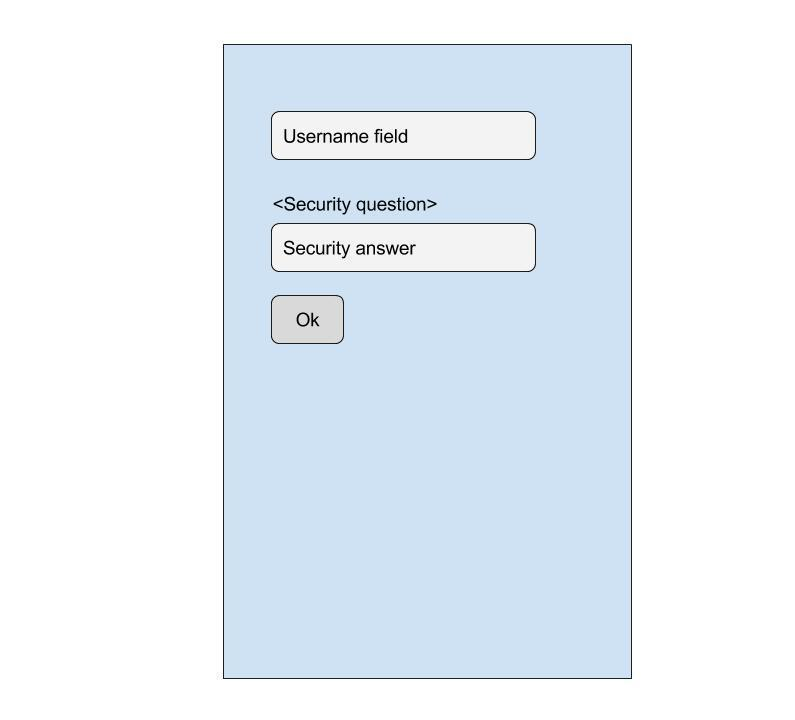 Username field
<Security question>
Security answer
Ok